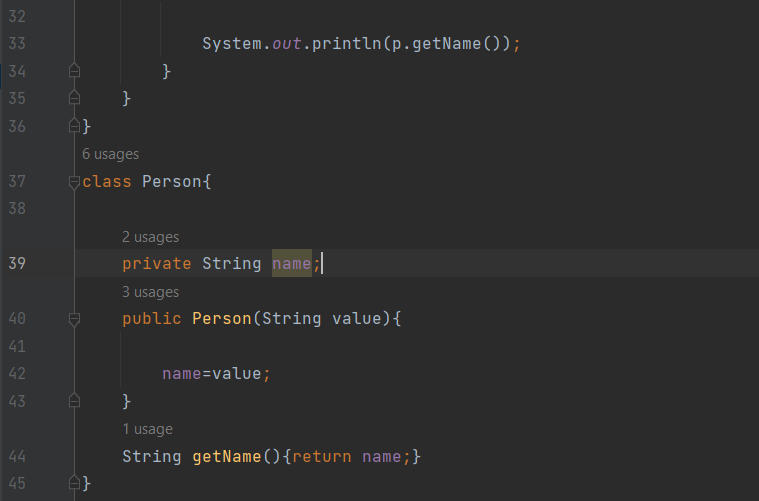 32
33 System.out.println(p.getName());
34 }
35 }
36 }
6 usages
37 class Person{
38
2 usages
39 private String name;
3 usages
40 public Person(String value){
41
42 name=value;
43 }
1 usage
44 String getName(){return name;}
45 }